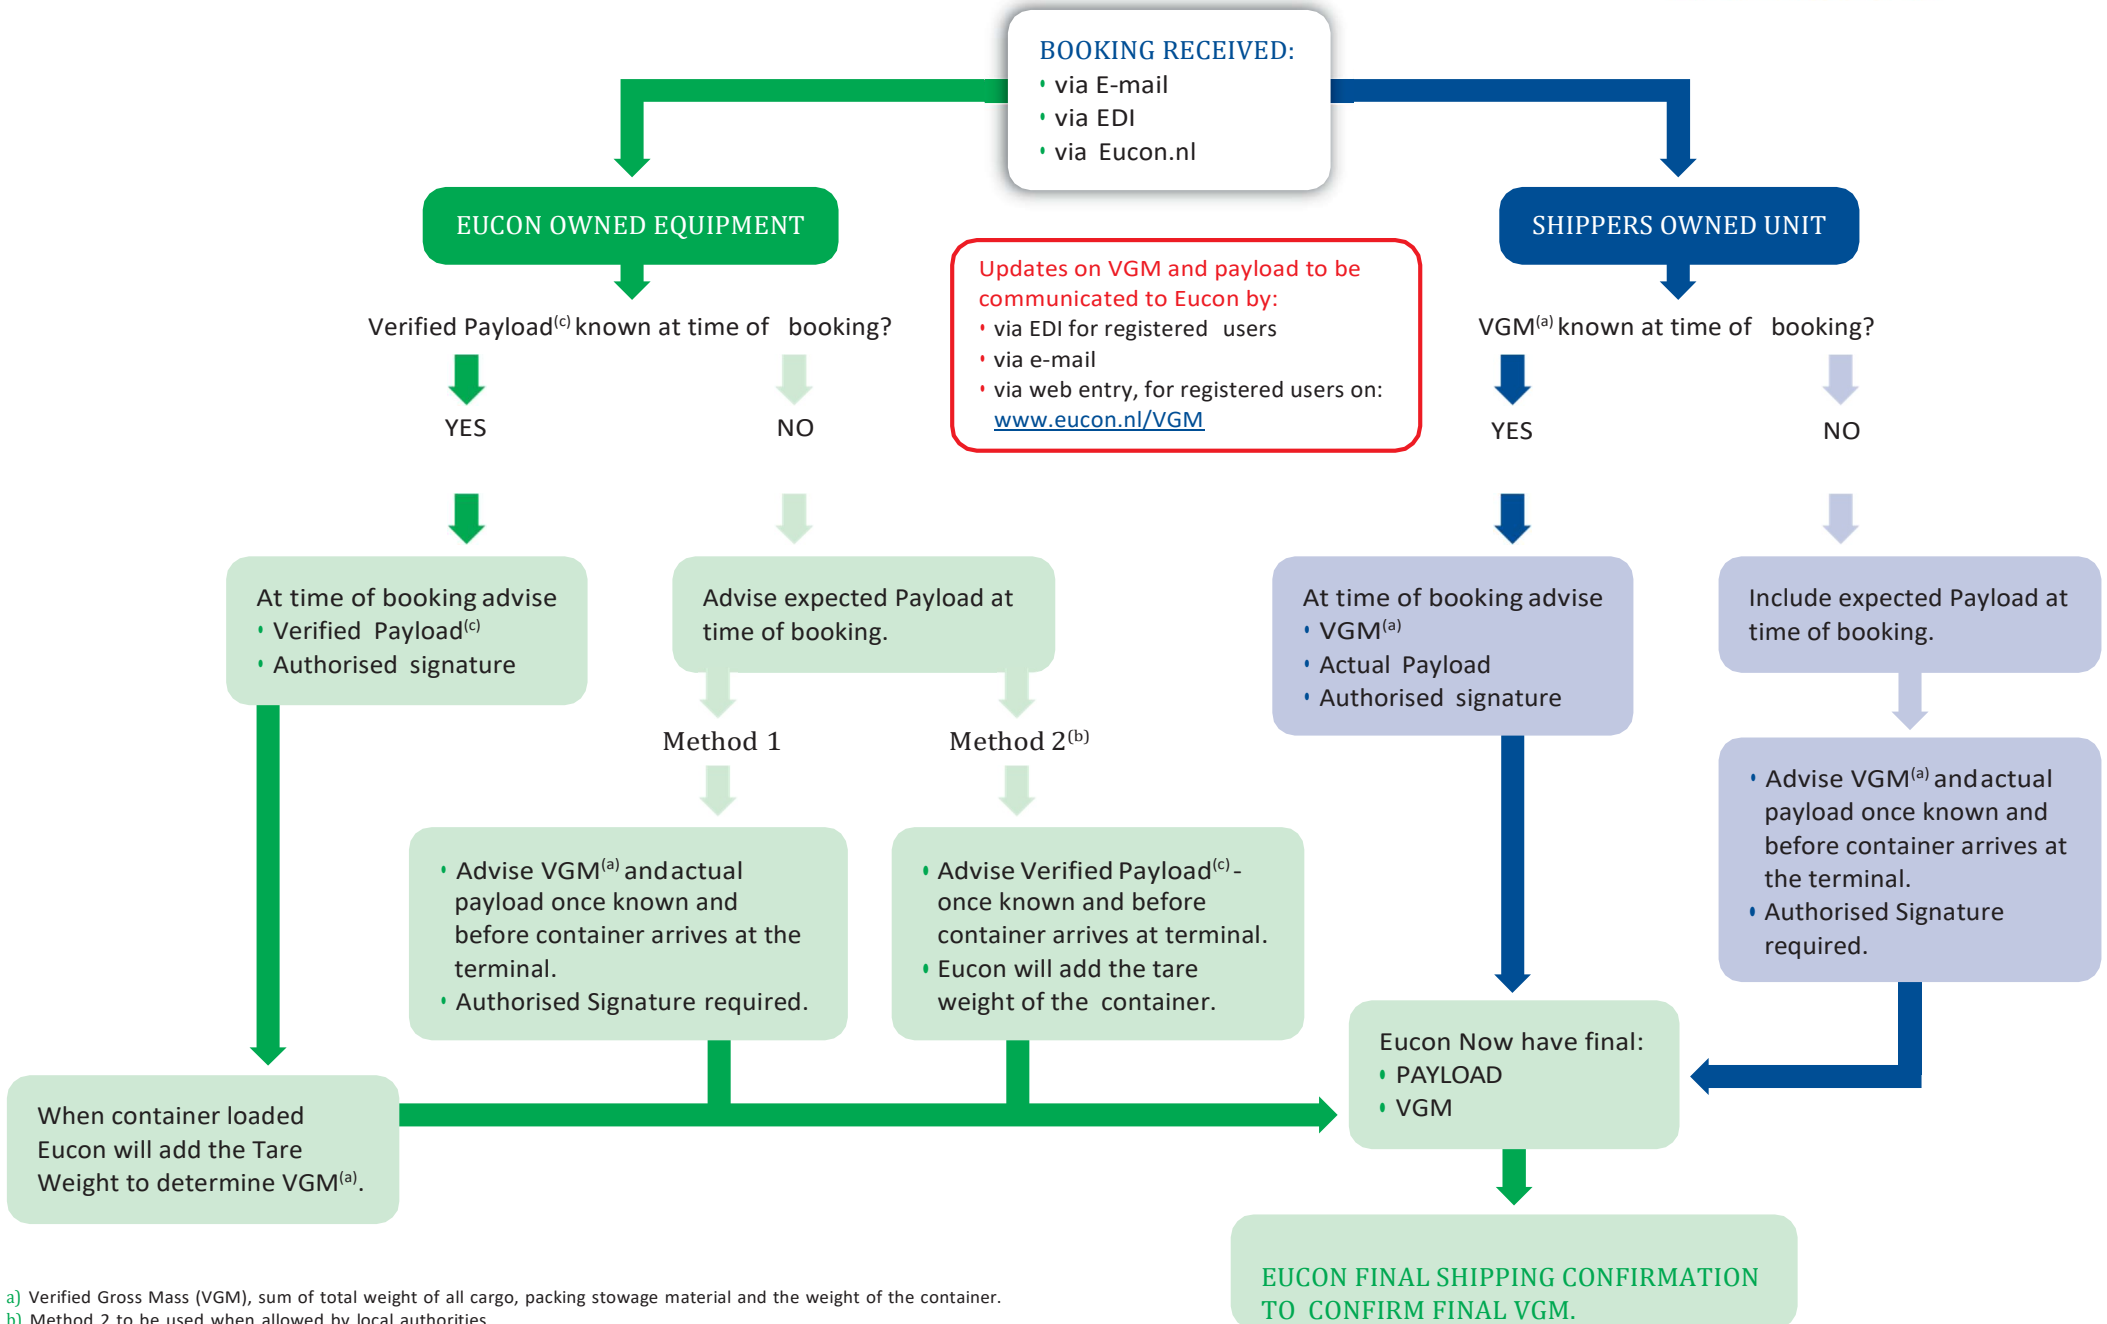 BOOKING RECEIVED:
• via E-mail
• via EDI
• via Eucon.nl
EUCON OWNED EQUIPMENT
SHIPPERS OWNED UNIT
Updates on VGM and payload to be
communicated to Eucon by:
• via EDI for registered users
• via e-mail
• via web entry, for registered users on:
www.eucon.nl/VGM
Verified Payload(c) known at time of booking?
VGM(a) known at time of booking?
YES
NO
YES
NO
At time of booking advise
• Verified Payload(c)
• Authorised signature
Advise expected Payload at
time of booking.
At time of booking advise
• VGM(a)
• Actual Payload
• Authorised signature
Include expected Payload at
time of booking.
Method 1
Method 2(b)
• Advise VGM(a) and actual
payload once known and
before container arrives at the
terminal.
• Authorised Signature required.
• Advise Verified Payload(c) -
once known and before
container arrives at terminal.
• Eucon will add the tare
weight of the container.
• Advise VGM(a) and actual
payload once known and
before container arrives at
the terminal.
• Authorised Signature
required.
When container loaded
Eucon will add the Tare
Weight to determine VGM(a).
Eucon Now have final:
• PAYLOAD
• VGM
EUCON FINAL SHIPPING CONFIRMATION
TO CONFIRM FINAL VGM.
a) Verified Gross Mass (VGM), sum of total weight of all cargo, packing stowage material and the weight of the container.
b) Method 2 to be used when allowed by local authorities